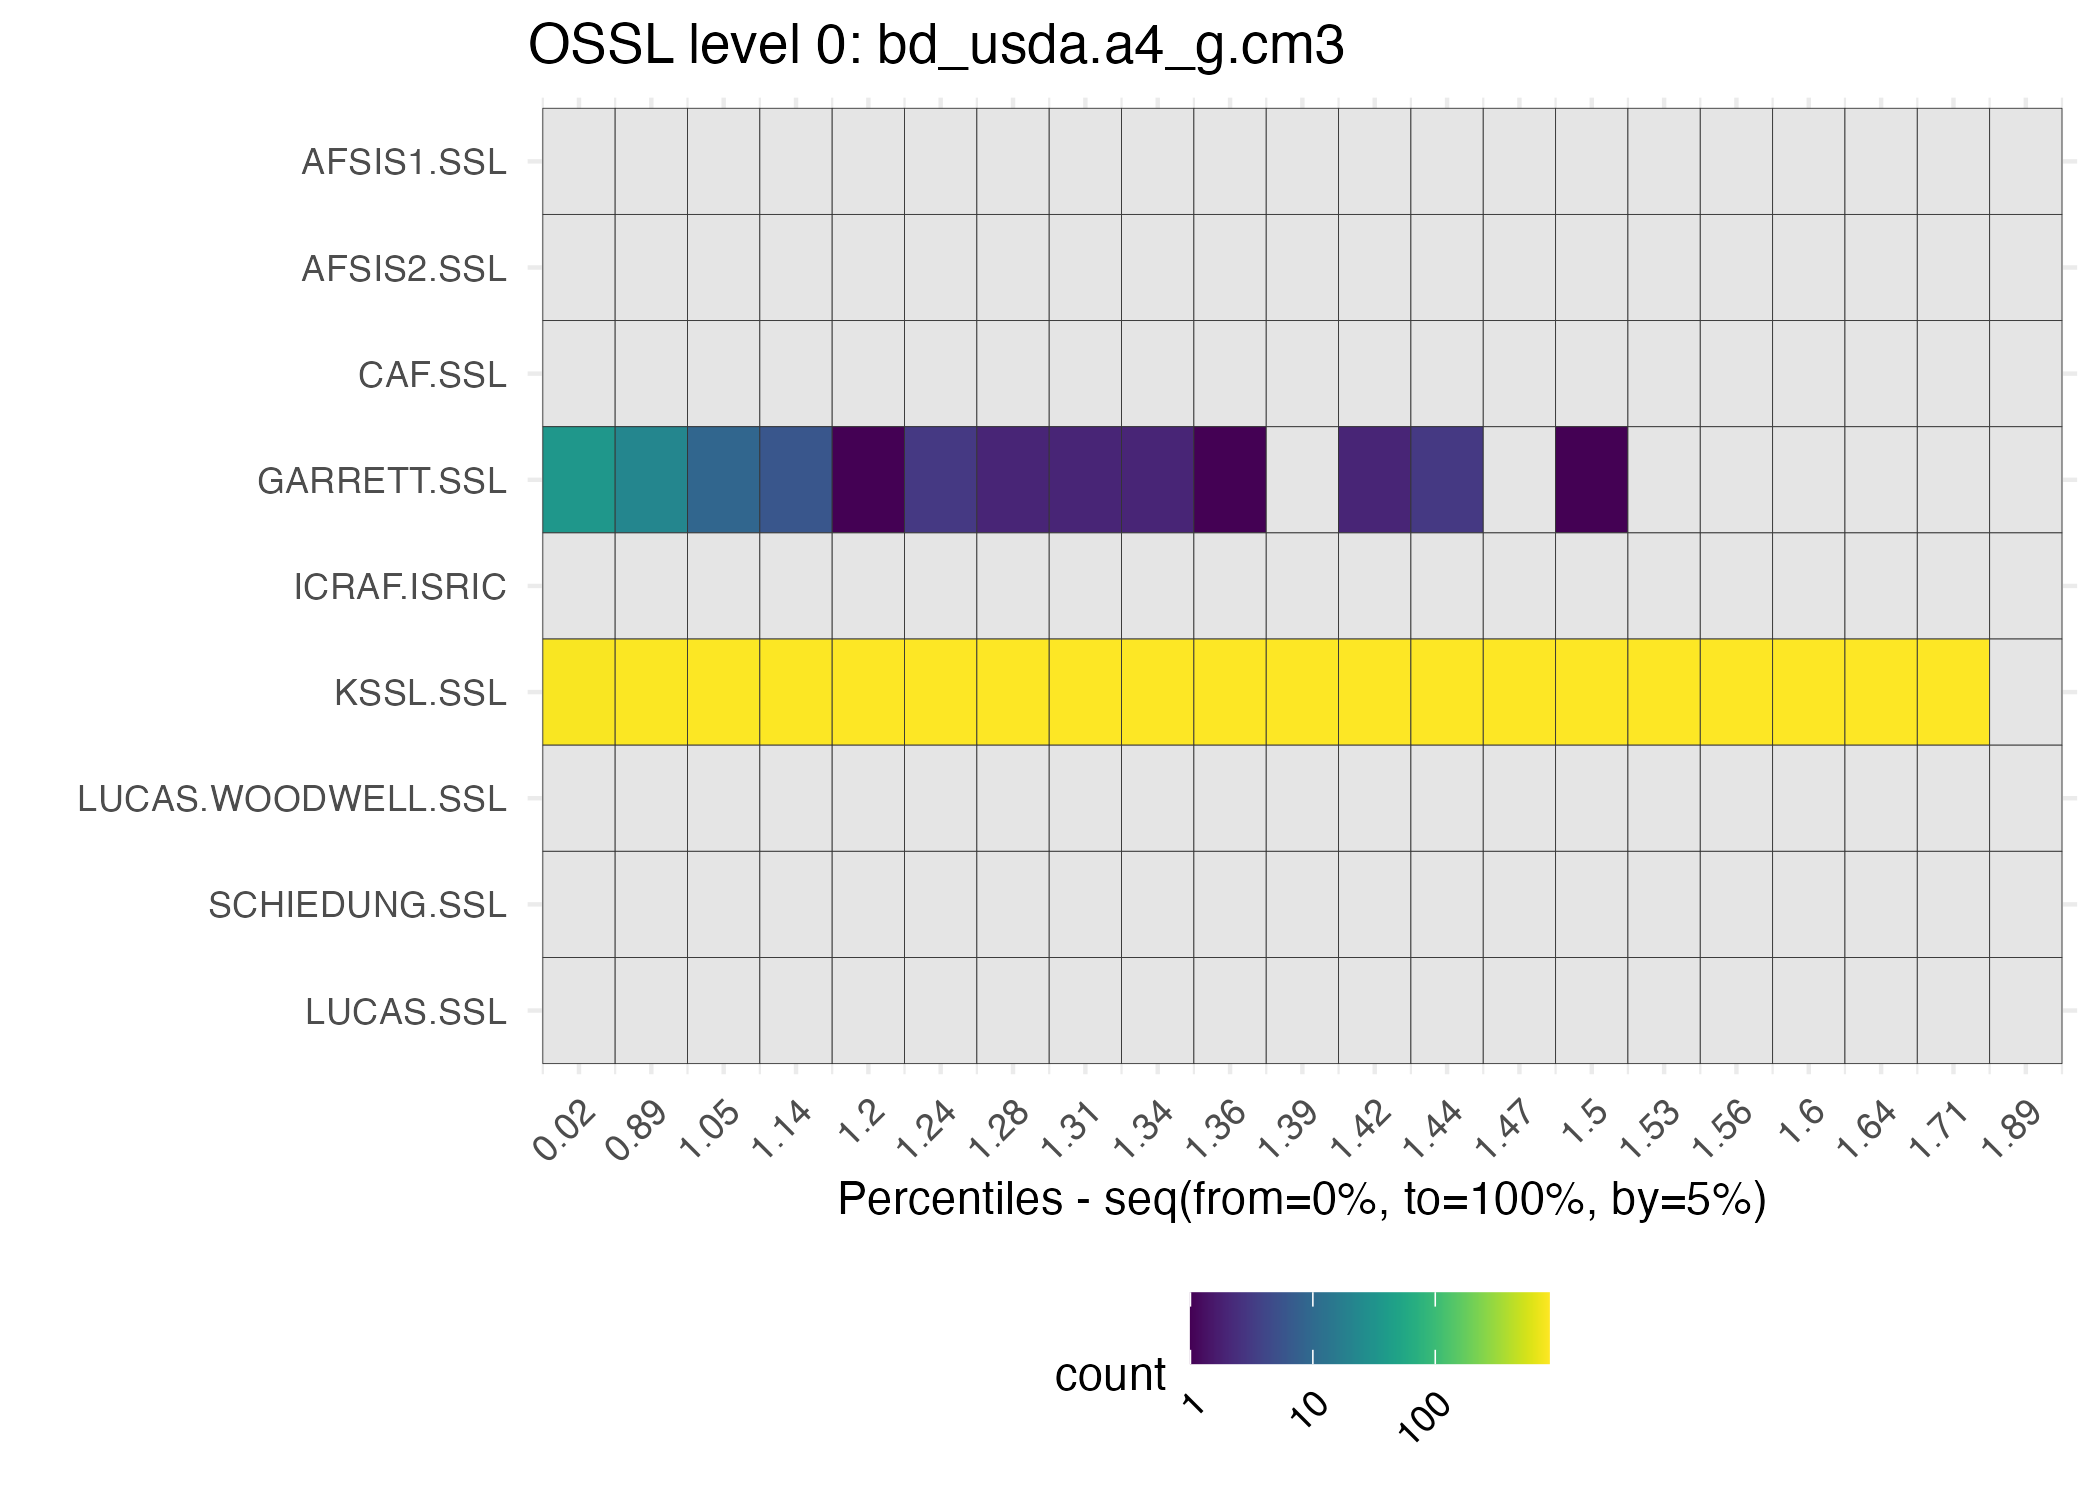 OSSL level 0: bd_usda.a4_g.cm3
AFSIS1.SSL
AFSIS2.SSL
CAF.SSL
GARRETT.SSL
ICRAF.ISRIC
KSSL.SSL
LUCAS.WOODWELL.SSL
SCHIEDUNG.SSL
LUCAS.SSL
0.02 0.89 1.05 1.14 1.2 1.24 1.28 1.31 1.34 1.36 1.39 1.42 1.44 1.47 1.5 1.53 1.56 1.6 1.64 1.71 1.89
Percentiles - seq(from=0%, to=100%, by=5%)
count
1 10 100